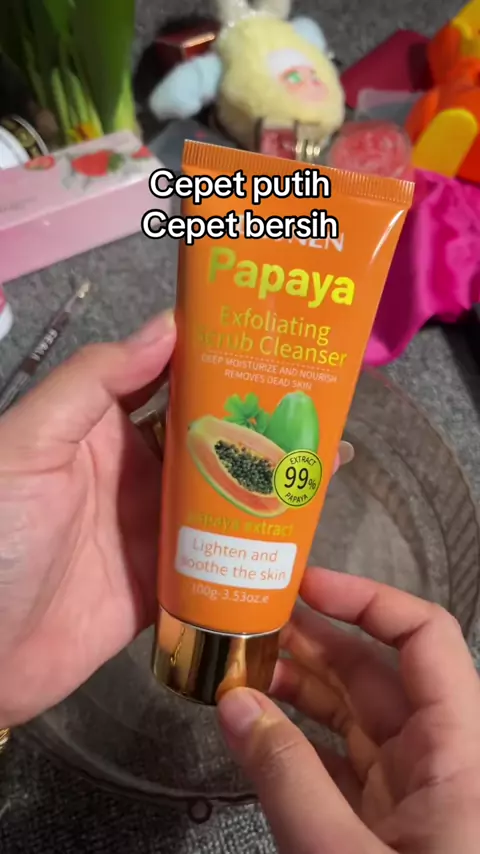 Cepet putih
Cepet bersih
Papaya
Exfoliating
Scrub Cleanser
DEEP MOISTURIZE AND NOURISH
REMOVES DEAD SKIN
EXTRACT
99%
PAPAYA
papaya extract
Lighten and
soothe the skin
100g-3.53oz.e